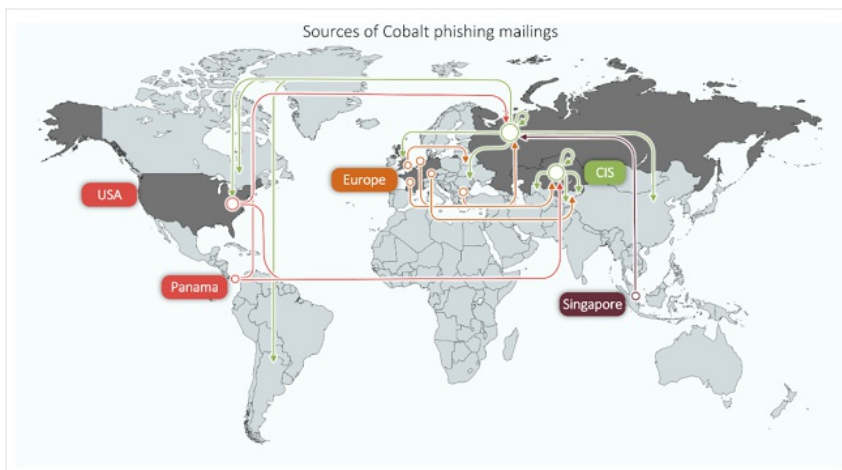 Sources of Cobalt phishing mailings
USA
Europe
CIS
Panama
Singapore